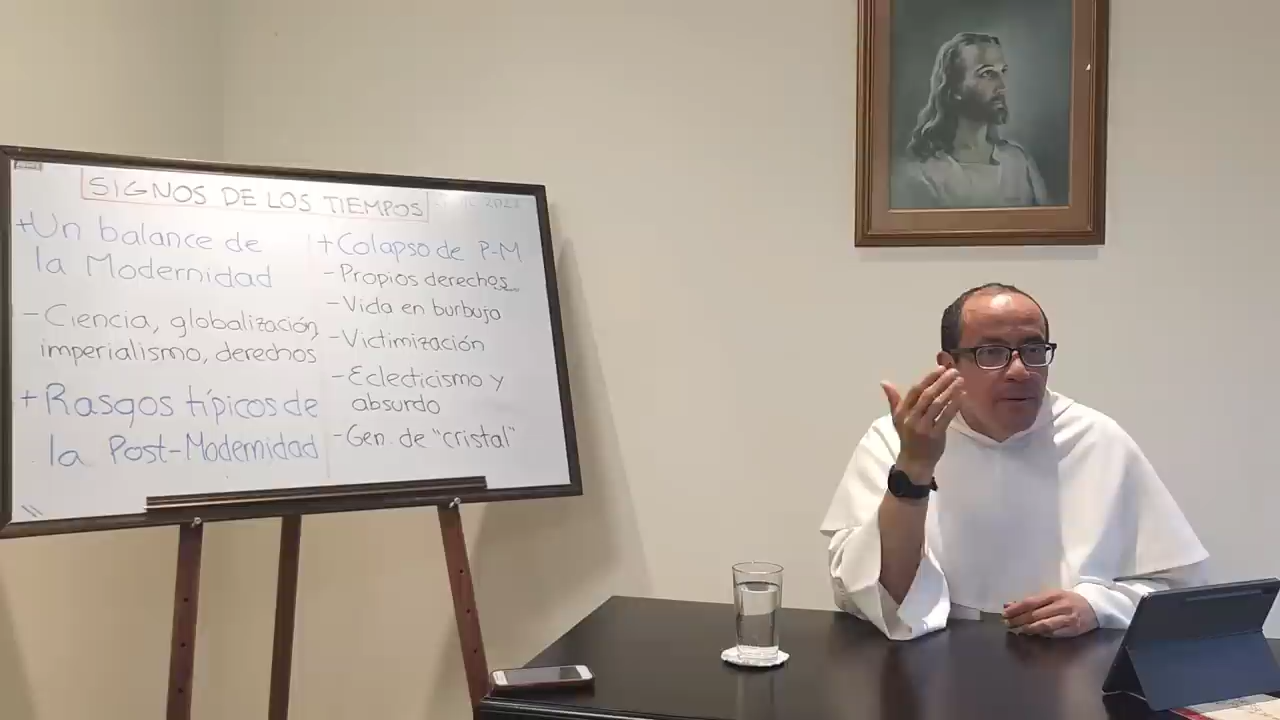 SIGNOS DE LOS TIEMPOS
+Un balance de
la Modernidad
-Ciencia, globalización,
imperialismo, derechos
+Rasgos típicos de
la Post-Modernidad
+Colapso de P-M
-Propios derechos...
-Vida en burbuja
-Victimización
-Eclecticismo y
absurdo
-Gen. de "cristal"